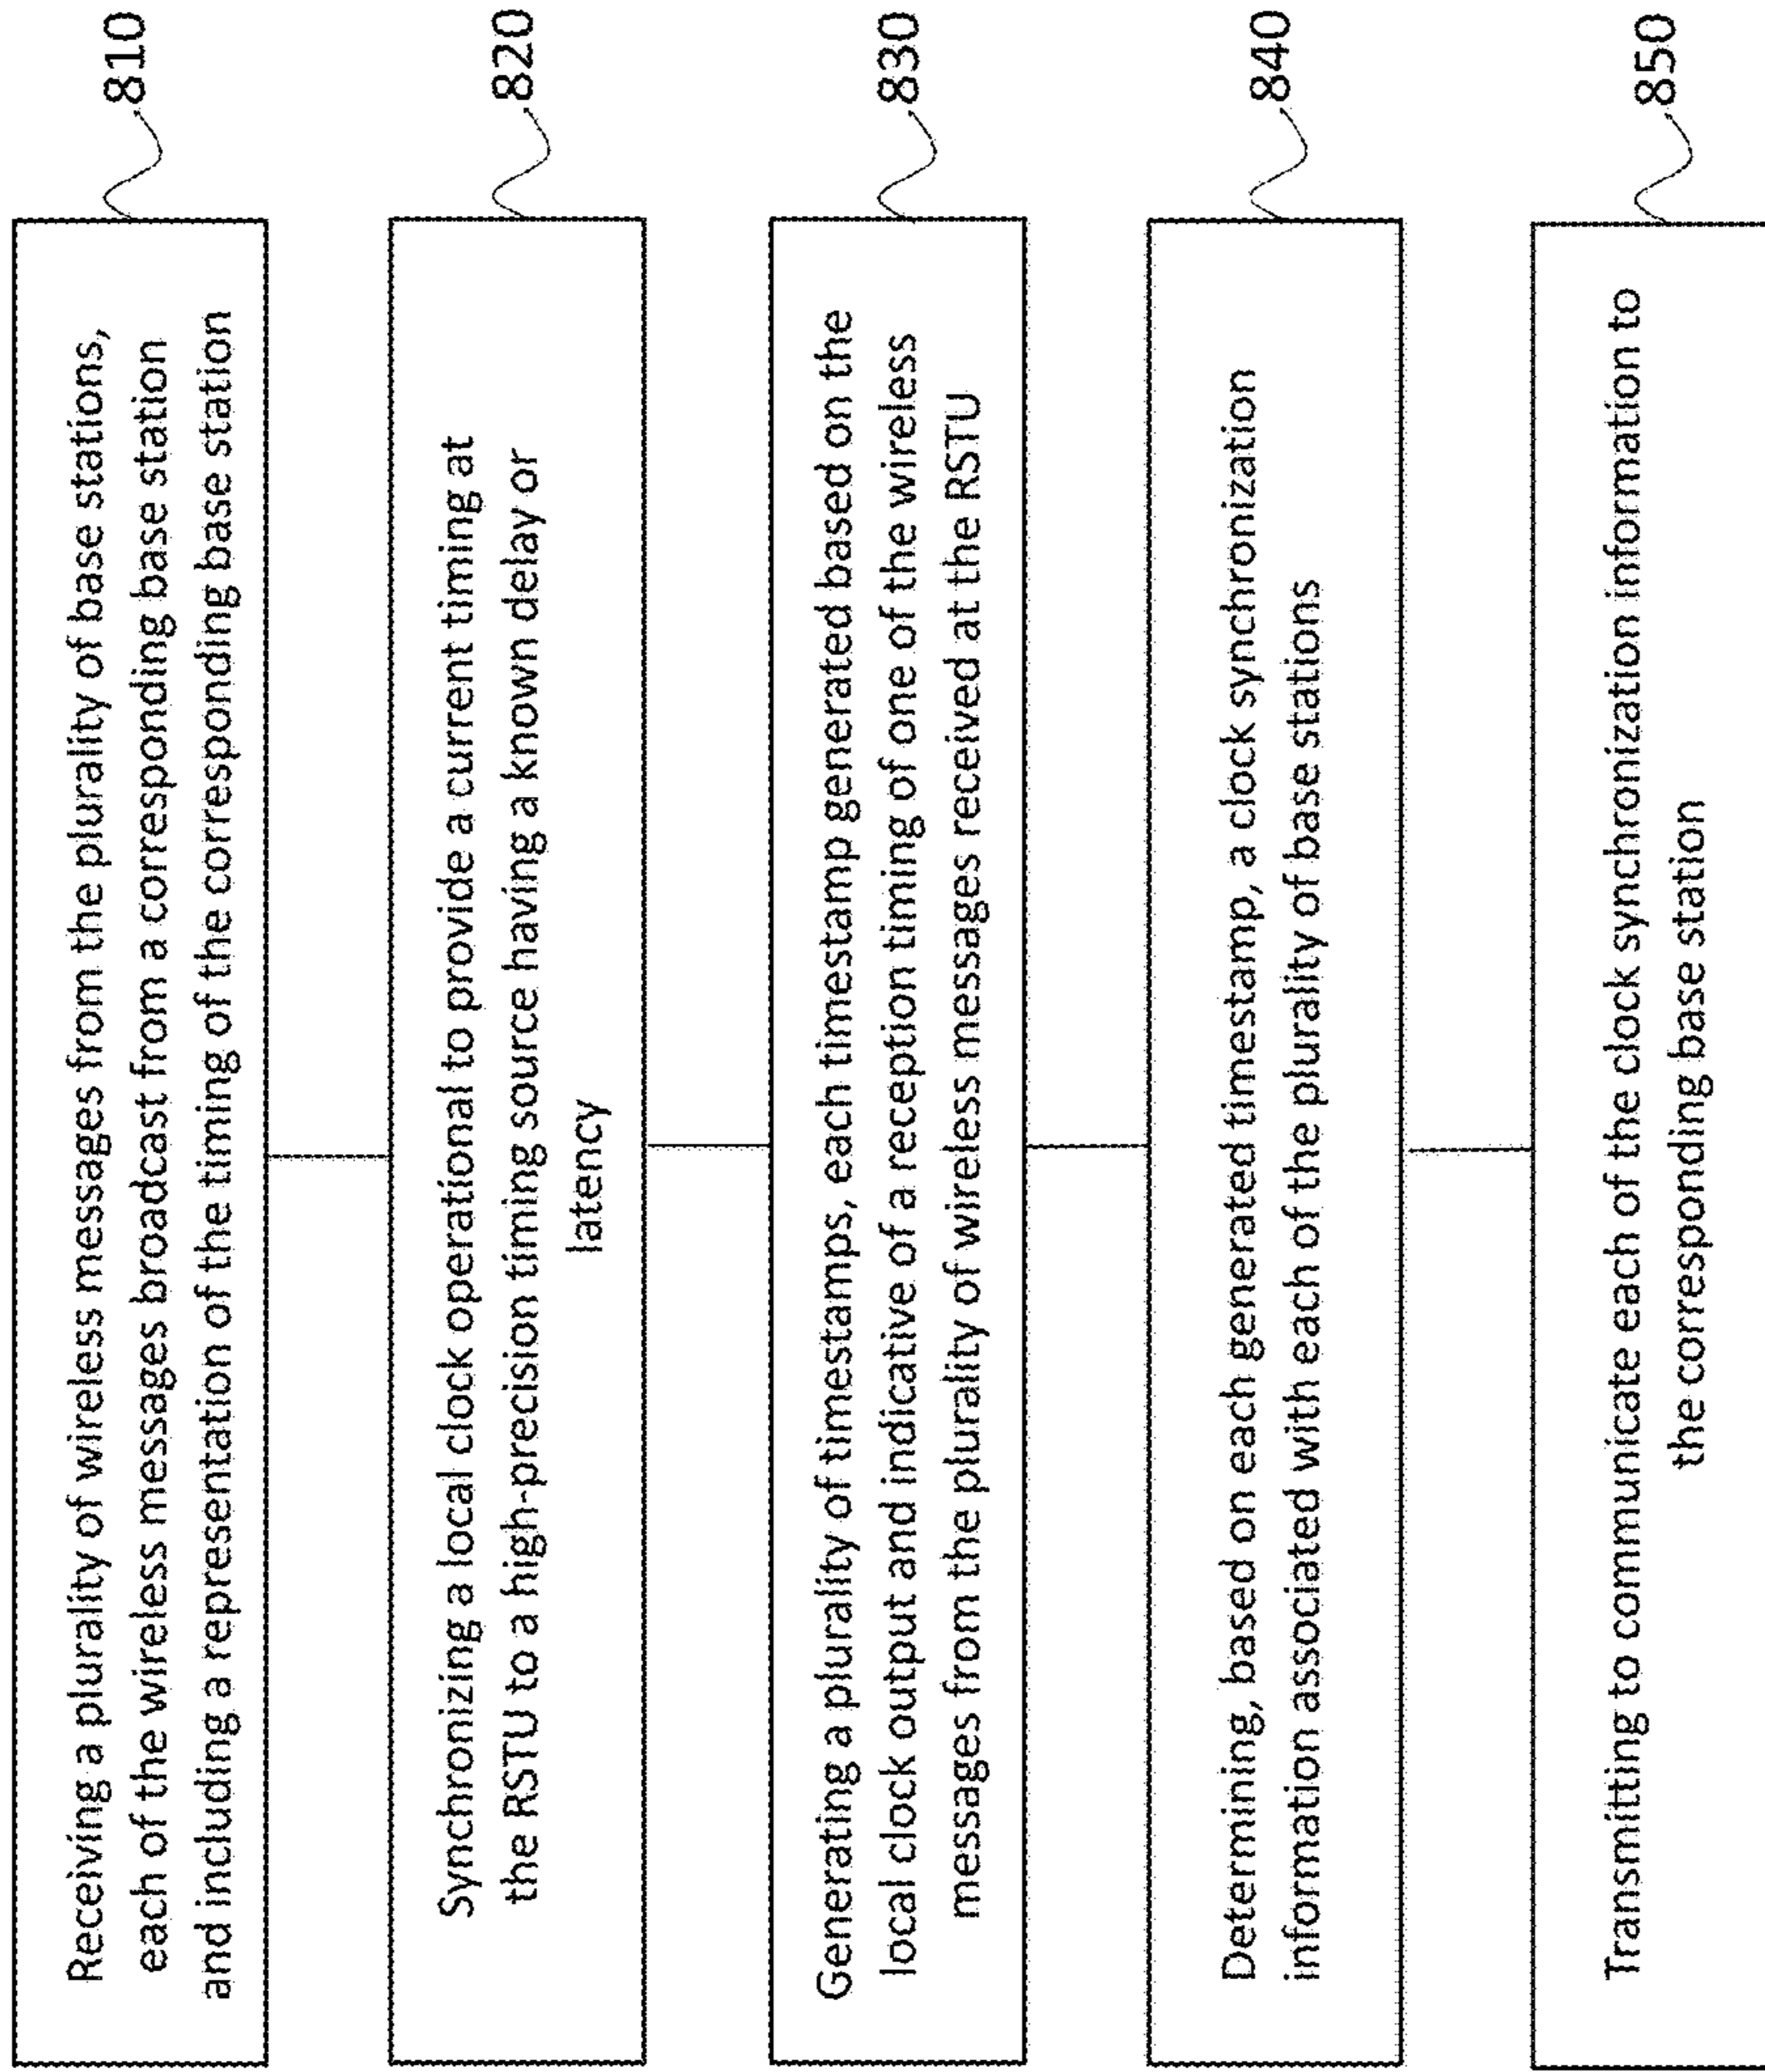 Receiving a plurality of wireless messages from the plurality of base stations,
each of the wireless messages broadcast from a corresponding base station
and including a representation of the timing of the corresponding base station
810
Synchronizing a local clock operational to provide a current timing at
the RSTU to a high-precision timing source having a known delay or
latency
820
Generating a plurality of timestamps, each timestamp generated based on the
local clock output and indicative of a reception timing of one of the wireless
messages from the plurality of wireless messages received at the RSTU
830
Determining, based on each generated timestamp, a clock synchronization
information associated with each of the plurality of base stations
840
Transmitting to communicate each of the clock synchronization information to
the corresponding base station
850